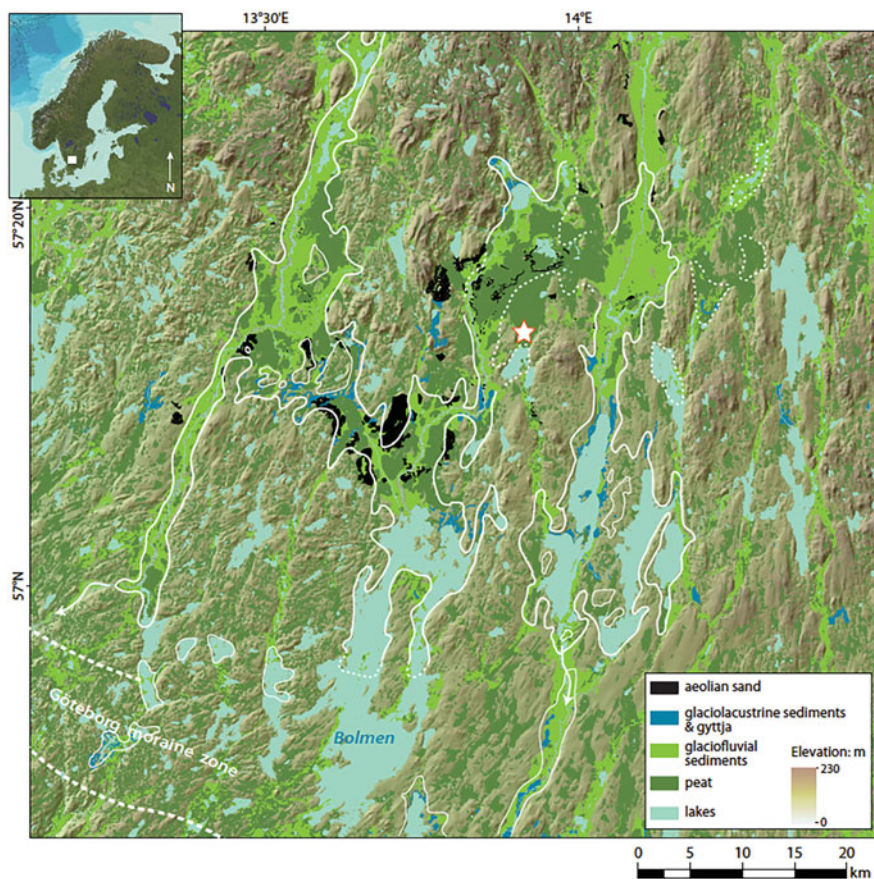 13°30'E
14°E
N
57°20'N
57°N
Göteborg moraine zone
Bolmen
aeolian sand
glaciolacustrine sediments
& gyttja
glaciofluvial
sediments
peat
lakes
Elevation: m
230
0
0 5 10 15 20
km